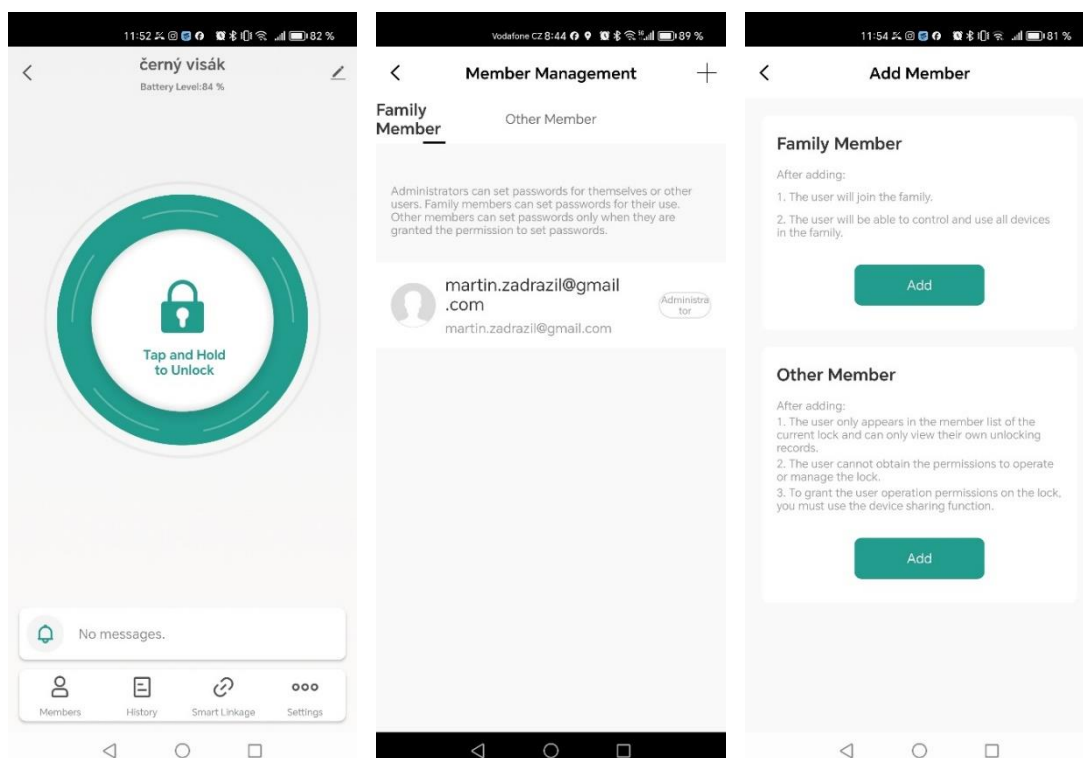 11:52 82 %
černý visák
Battery Level:84 %
Tap and Hold
to Unlock
No messages.
Members History Smart Linkage Settings
Vodafone CZ 8:44 89 %
Member Management
Family
Member
Other Member
Administrators can set passwords for themselves or other
users. Family members can set passwords for their use.
Other members can set passwords only when they are
granted the permission to set passwords.
martin.zadrazil@gmail
.com
Administra
tor
martin.zadrazil@gmail.com
11:54 81 %
Add Member
Family Member
After adding:
1. The user will join the family.
2. The user will be able to control and use all devices
in the family.
Add
Other Member
After adding:
1. The user only appears in the member list of the
current lock and can only view their own unlocking
records.
2. The user cannot obtain the permissions to operate
or manage the lock.
3. To grant the user operation permissions on the lock,
you must use the device sharing function.
Add